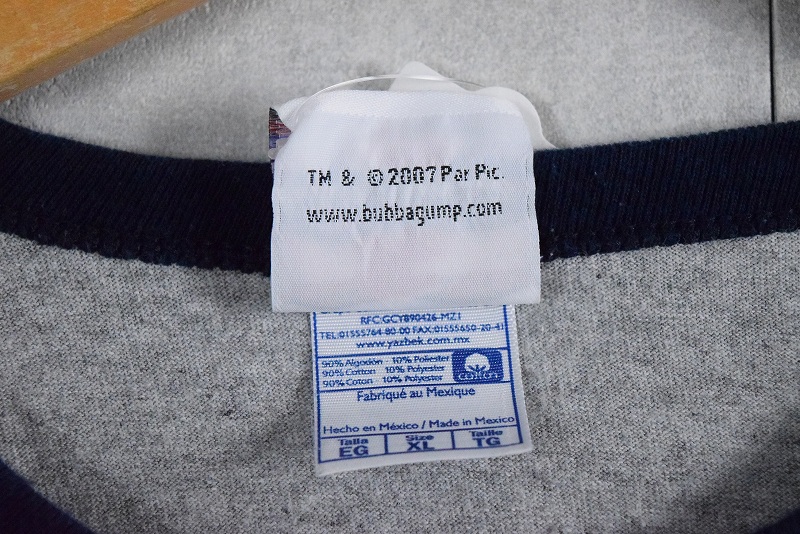 TM & © 2007 Par Pic.
www.bubbagump.com
RFC:GCY890426-MZ1
TEL:01555764-80-00 FAX:01555650-20-43
www.yazbek.com.mx
90% Algodón - 10% Poliester
90% Cotton - 10% Polyester
90% Coton - 10% Polyester
COTTON
Fabriqué au Mexique
Hecho en México / Made in Mexico
Talla Size Taille
EG XL TG